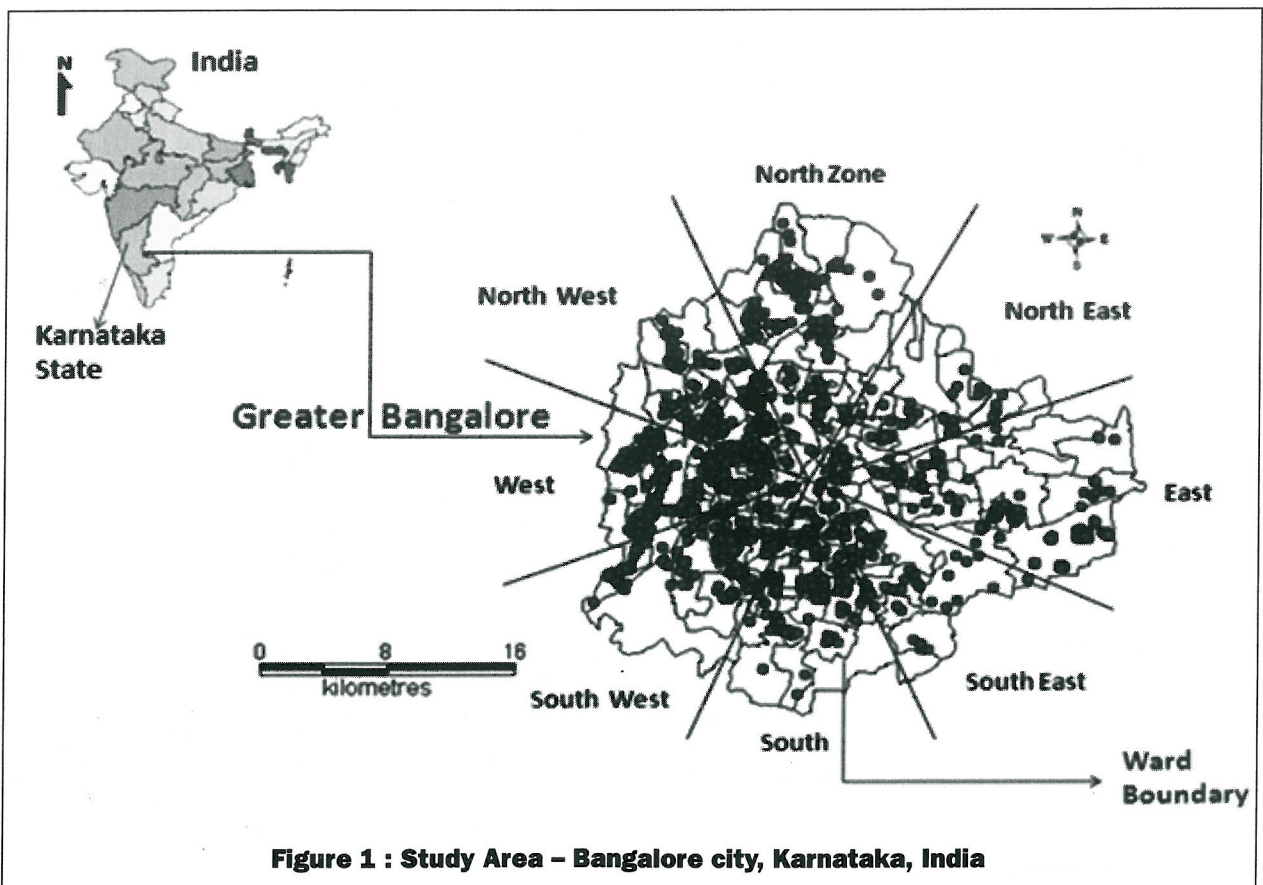 N
India
Karnataka
State
Greater Bangalore
North Zone
N
W E
S
North West
North East
West
East
0 8 16
kilometres
South West
South East
South
Ward
Boundary
Figure 1 : Study Area – Bangalore city, Karnataka, India